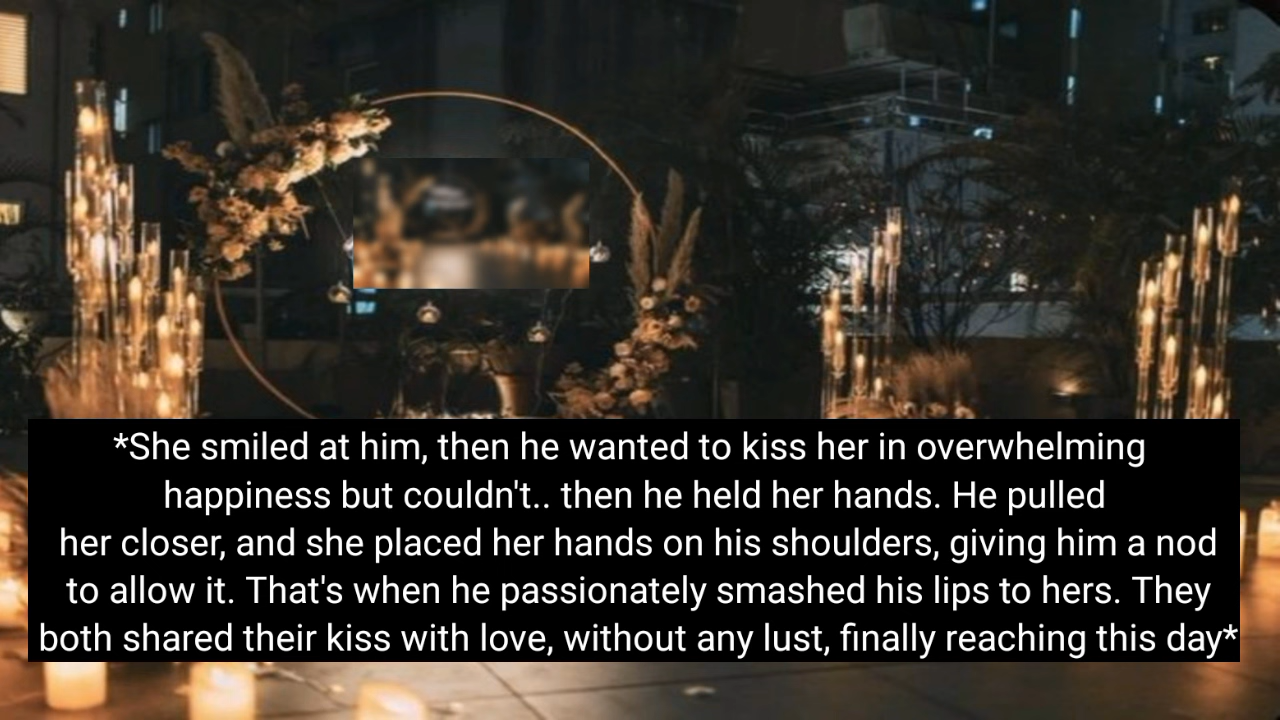 *She smiled at him, then he wanted to kiss her in overwhelming
happiness but couldn't.. then he held her hands. He pulled
her closer, and she placed her hands on his shoulders, giving him a nod
to allow it. That's when he passionately smashed his lips to hers. They
both shared their kiss with love, without any lust, finally reaching this day*